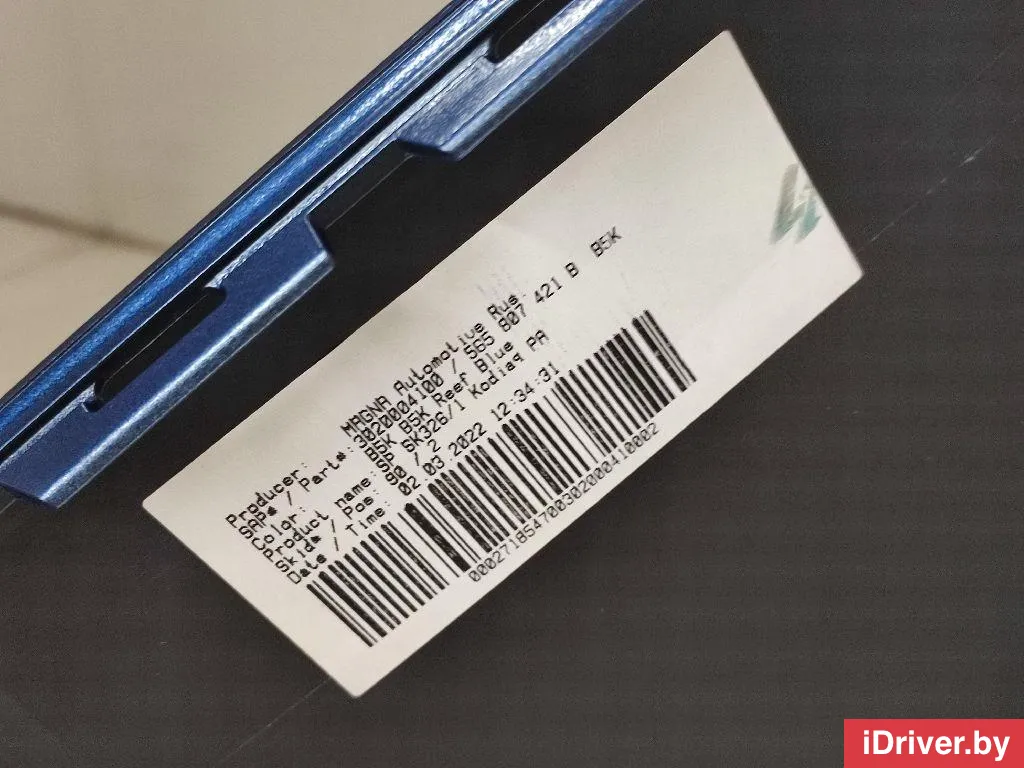 Producer: MAGNA Automotive Rus
SAP# / Part#: 3020004100 / 565 807 421 B B5K
Color: B5K B5K Reef Blue
Product name: SK326/1 Kodiaq PA
Skid# / Pos: 90 / 2
Date / Time: 02.03.2022 12:34:31
0002718547003020004100002
iDriver.by